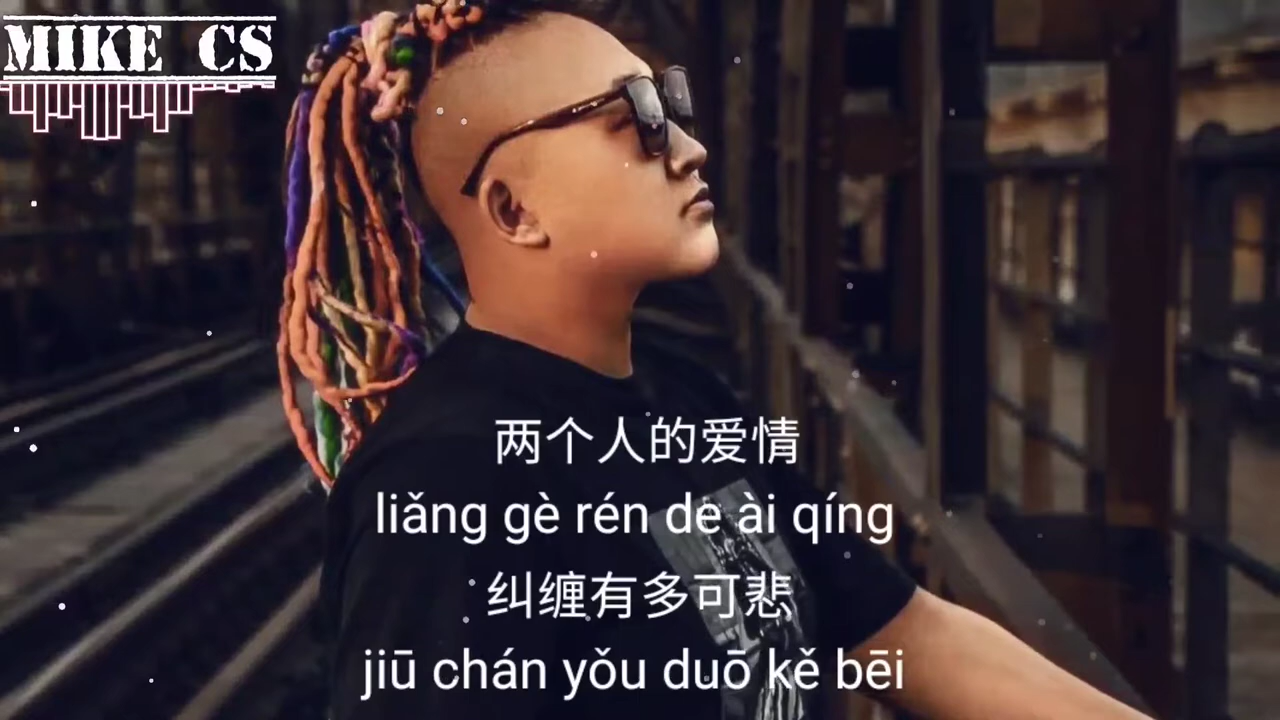 MIKE CS
两个人的爱情
liǎng gè rén de ài qíng
纠缠有多可悲
jiū chán yǒu duō kě bēi